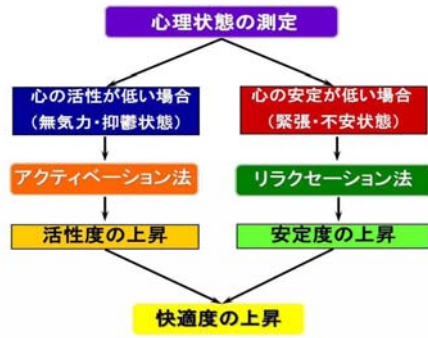 心理状態の測定
心の活性が低い場合
(無気力・抑鬱状態)
心の安定が低い場合
(緊張・不安状態)
アクティベーション法
リラクセーション法
活性度の上昇
安定度の上昇
快適度の上昇